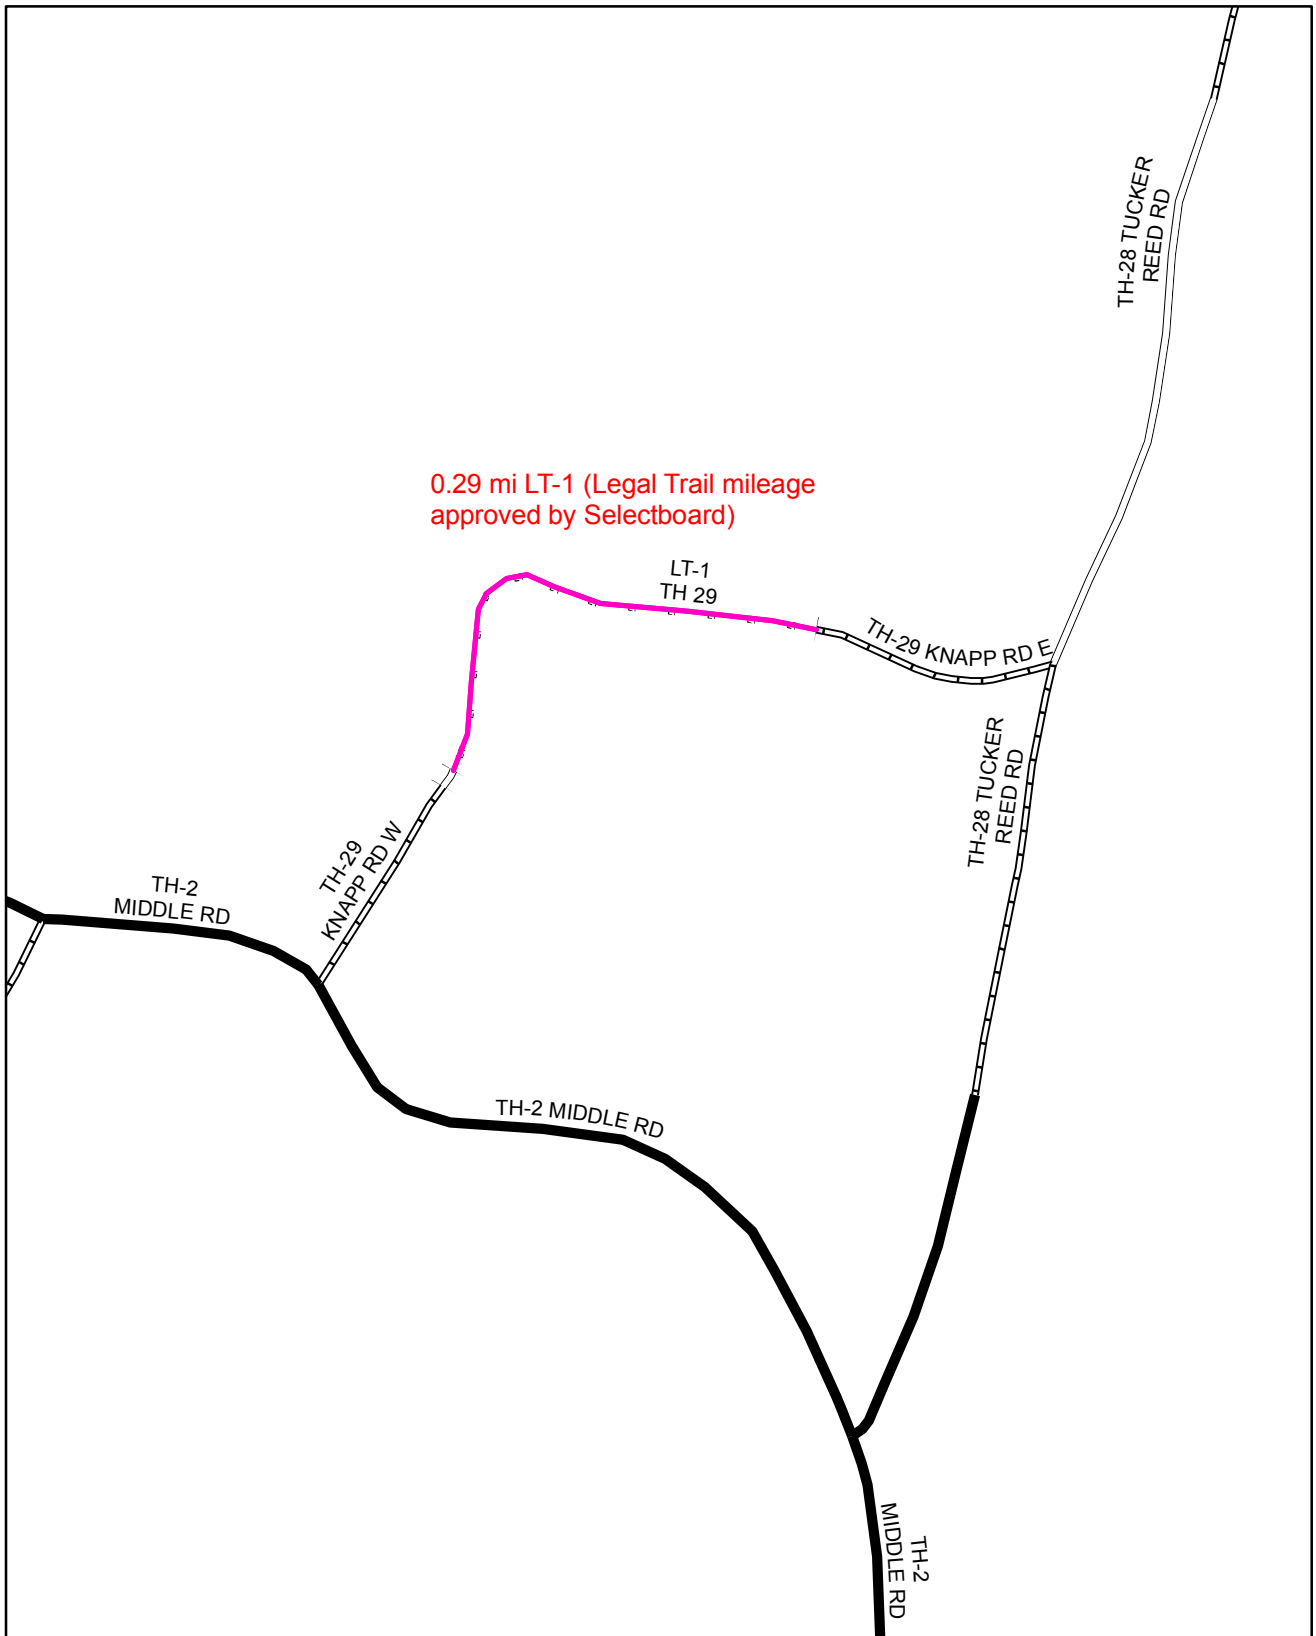 TH-28 TUCKER
REED RD
0.29 mi LT-1 (Legal Trail mileage
approved by Selectboard)
LT-1
TH 29
TH-29 KNAPP RD E
TH-28 TUCKER
REED RD
TH-29
KNAPP RD W
TH-2
MIDDLE RD
TH-2 MIDDLE RD
TH-2
MIDDLE RD